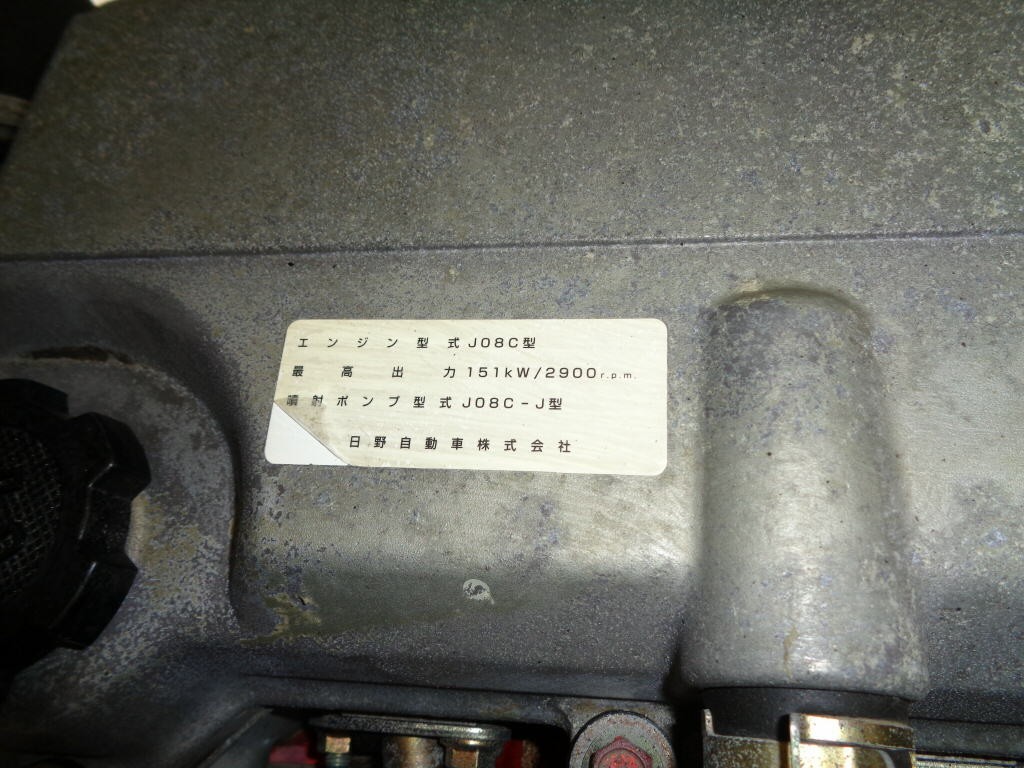 エンジン型式J08C型
最高出力151kW/2900r.p.m.
噴射ポンプ型式J08C-J型
日野自動車株式会社